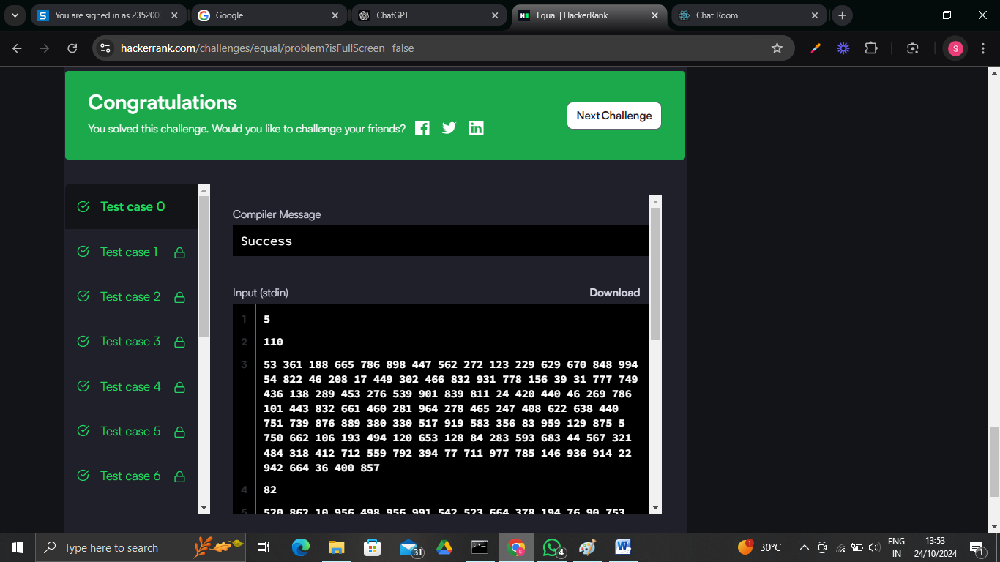 You are signed in as 235200
Google
ChatGPT
Equal | HackerRank
Chat Room
hackerrank.com/challenges/equal/problem?isFullScreen=false
S
Congratulations
You solved this challenge. Would you like to challenge your friends?
Next Challenge
Test case 0
Test case 1
Test case 2
Test case 3
Test case 4
Test case 5
Test case 6
Compiler Message
Success
Input (stdin)
Download
1 5
2 110
3 53 361 188 665 786 898 447 562 272 123 229 629 670 848 994
54 822 46 208 17 449 302 466 832 931 778 156 39 31 777 749
436 138 289 453 276 539 901 839 811 24 420 440 46 269 786
101 443 832 661 460 281 964 278 465 247 408 622 638 440
751 739 876 889 380 330 517 919 583 356 83 959 129 875 5
750 662 106 193 494 120 653 128 84 283 593 683 44 567 321
484 318 412 712 559 792 394 77 711 977 785 146 936 914 22
942 664 36 400 857
4 82
5 520 862 10 956 498 956 991 542 523 664 378 194 76 90 753
Type here to search
31
4
1
30°C
ENG
IN
13:53
24/10/2024
1